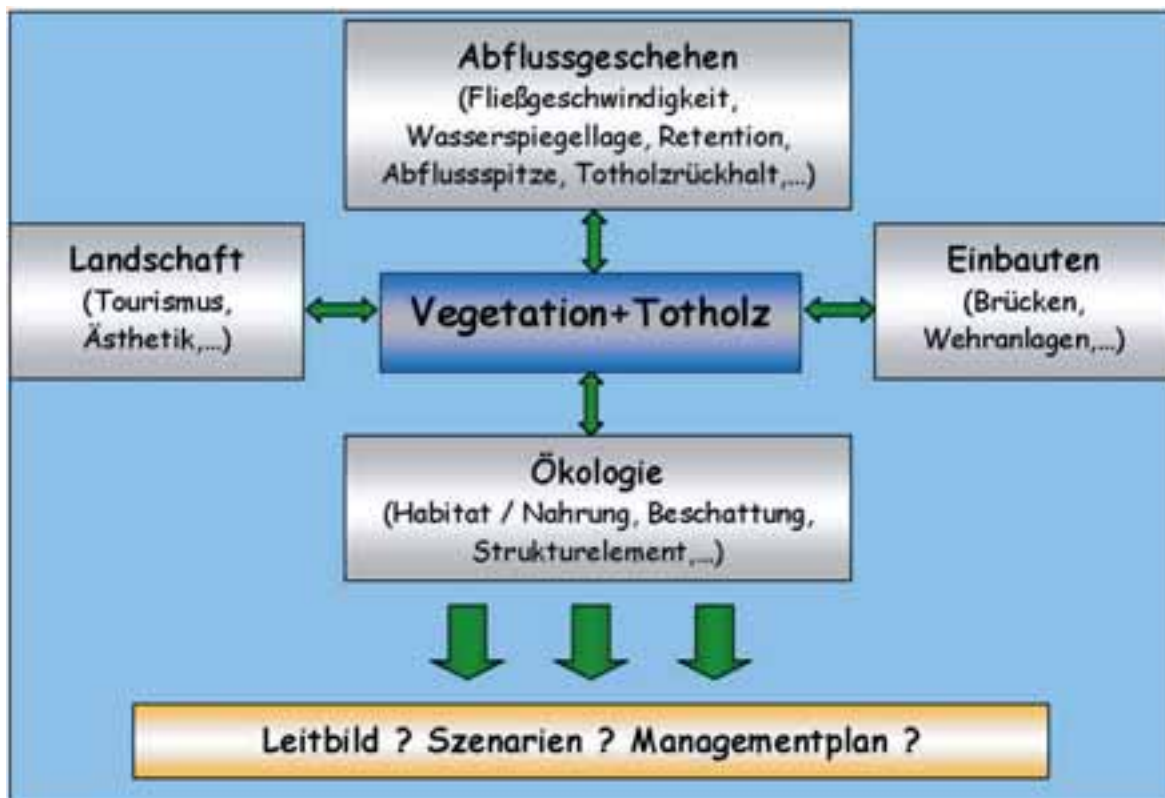 Abflussgeschehen
(Fließgeschwindigkeit,
Wasserspiegellage, Retention,
Abflussspitze, Totholzrückhalt,...)
Landschaft
(Tourismus,
Ästhetik,...)
Vegetation+Totholz
Einbauten
(Brücken,
Wehranlagen,...)
Ökologie
(Habitat / Nahrung, Beschattung,
Strukturelement,...)
Leitbild ? Szenarien ? Managementplan ?